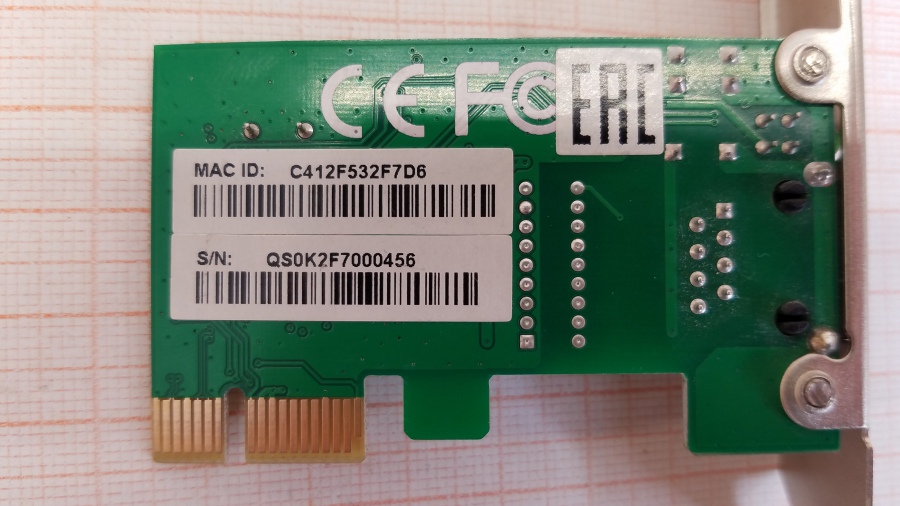 CE FC EAC
MAC ID: C412F532F7D6
S/N: QS0K2F7000456